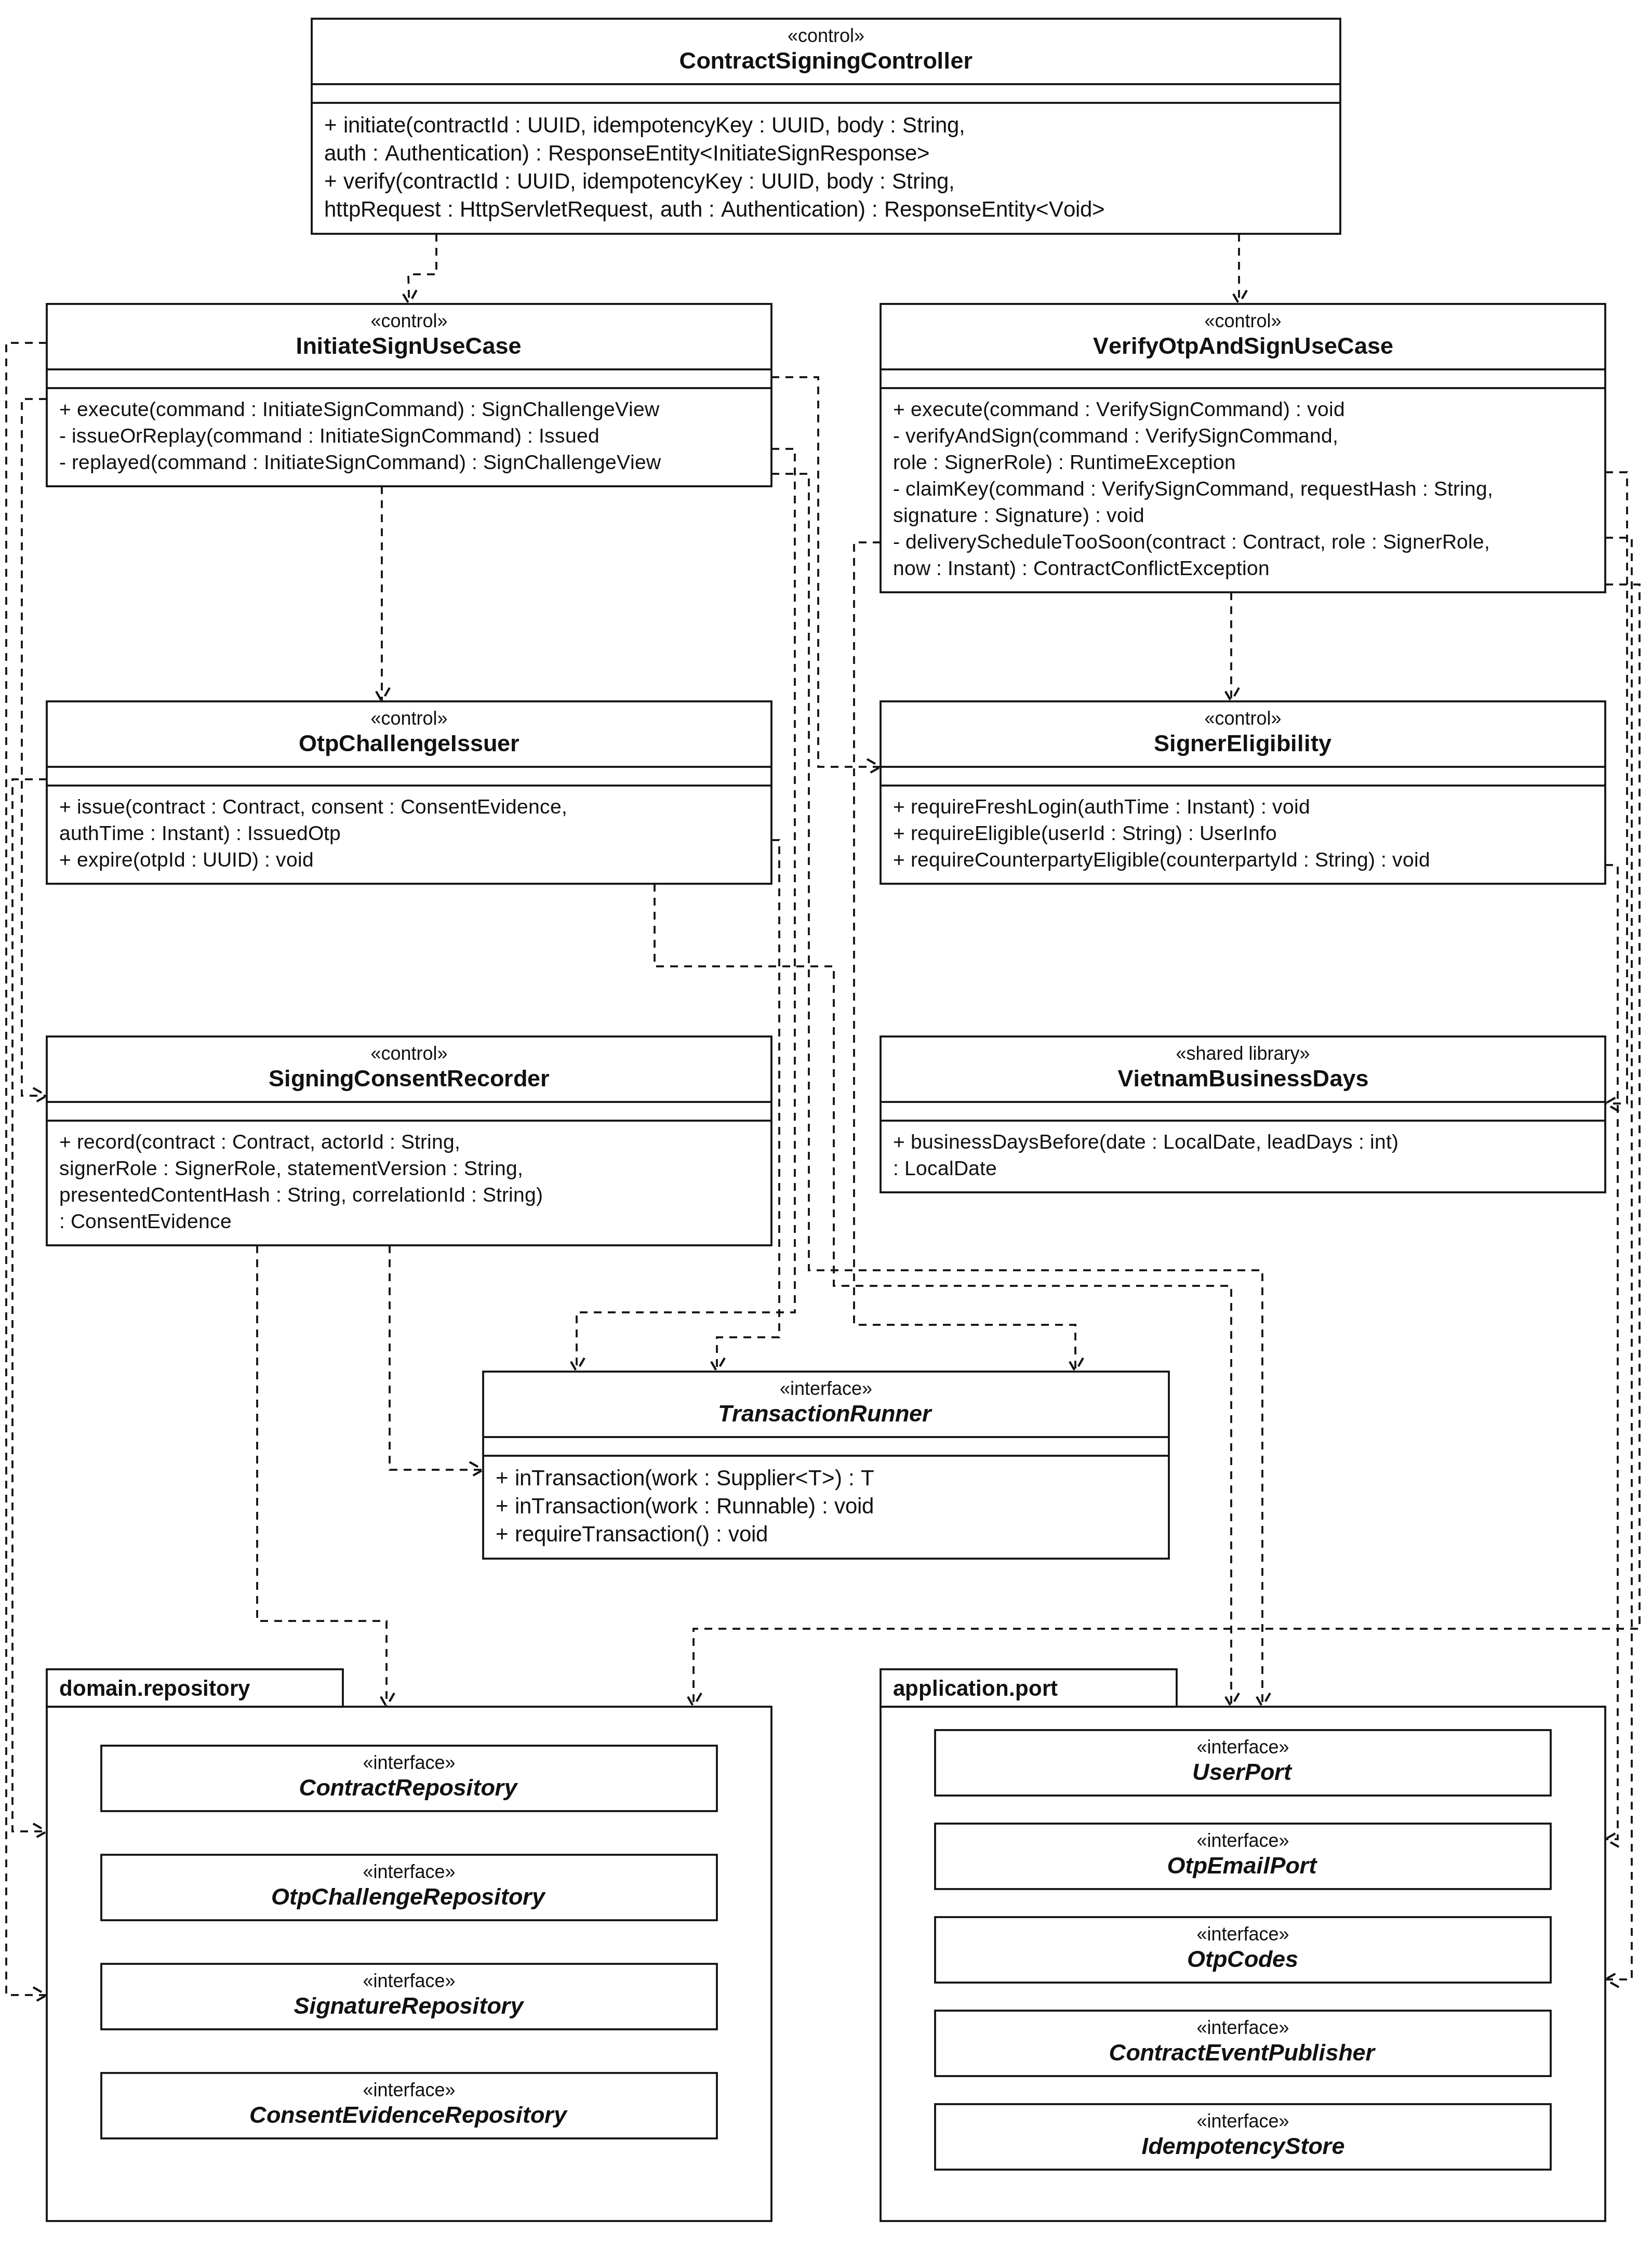 «control»
ContractSigningController
+ initiate(contractId : UUID, idempotencyKey : UUID, body : String,
auth : Authentication) : ResponseEntity<InitiateSignResponse>
+ verify(contractId : UUID, idempotencyKey : UUID, body : String,
httpRequest : HttpServletRequest, auth : Authentication) : ResponseEntity<Void>
«control»
InitiateSignUseCase
+ execute(command : InitiateSignCommand) : SignChallengeView
- issueOrReplay(command : InitiateSignCommand) : Issued
- replayed(command : InitiateSignCommand) : SignChallengeView
«control»
VerifyOtpAndSignUseCase
+ execute(command : VerifySignCommand) : void
- verifyAndSign(command : VerifySignCommand,
role : SignerRole) : RuntimeException
- claimKey(command : VerifySignCommand, requestHash : String,
signature : Signature) : void
- deliveryScheduleTooSoon(contract : Contract, role : SignerRole,
now : Instant) : ContractConflictException
«control»
OtpChallengeIssuer
+ issue(contract : Contract, consent : ConsentEvidence,
authTime : Instant) : IssuedOtp
+ expire(otpId : UUID) : void
«control»
SignerEligibility
+ requireFreshLogin(authTime : Instant) : void
+ requireEligible(userId : String) : UserInfo
+ requireCounterpartyEligible(counterpartyId : String) : void
«control»
SigningConsentRecorder
+ record(contract : Contract, actorId : String,
signerRole : SignerRole, statementVersion : String,
presentedContentHash : String, correlationId : String)
: ConsentEvidence
«shared library»
VietnamBusinessDays
+ businessDaysBefore(date : LocalDate, leadDays : int)
: LocalDate
«interface»
TransactionRunner
+ inTransaction(work : Supplier<T>) : T
+ inTransaction(work : Runnable) : void
+ requireTransaction() : void
domain.repository
«interface»
ContractRepository
«interface»
OtpChallengeRepository
«interface»
SignatureRepository
«interface»
ConsentEvidenceRepository
application.port
«interface»
UserPort
«interface»
OtpEmailPort
«interface»
OtpCodes
«interface»
ContractEventPublisher
«interface»
IdempotencyStore